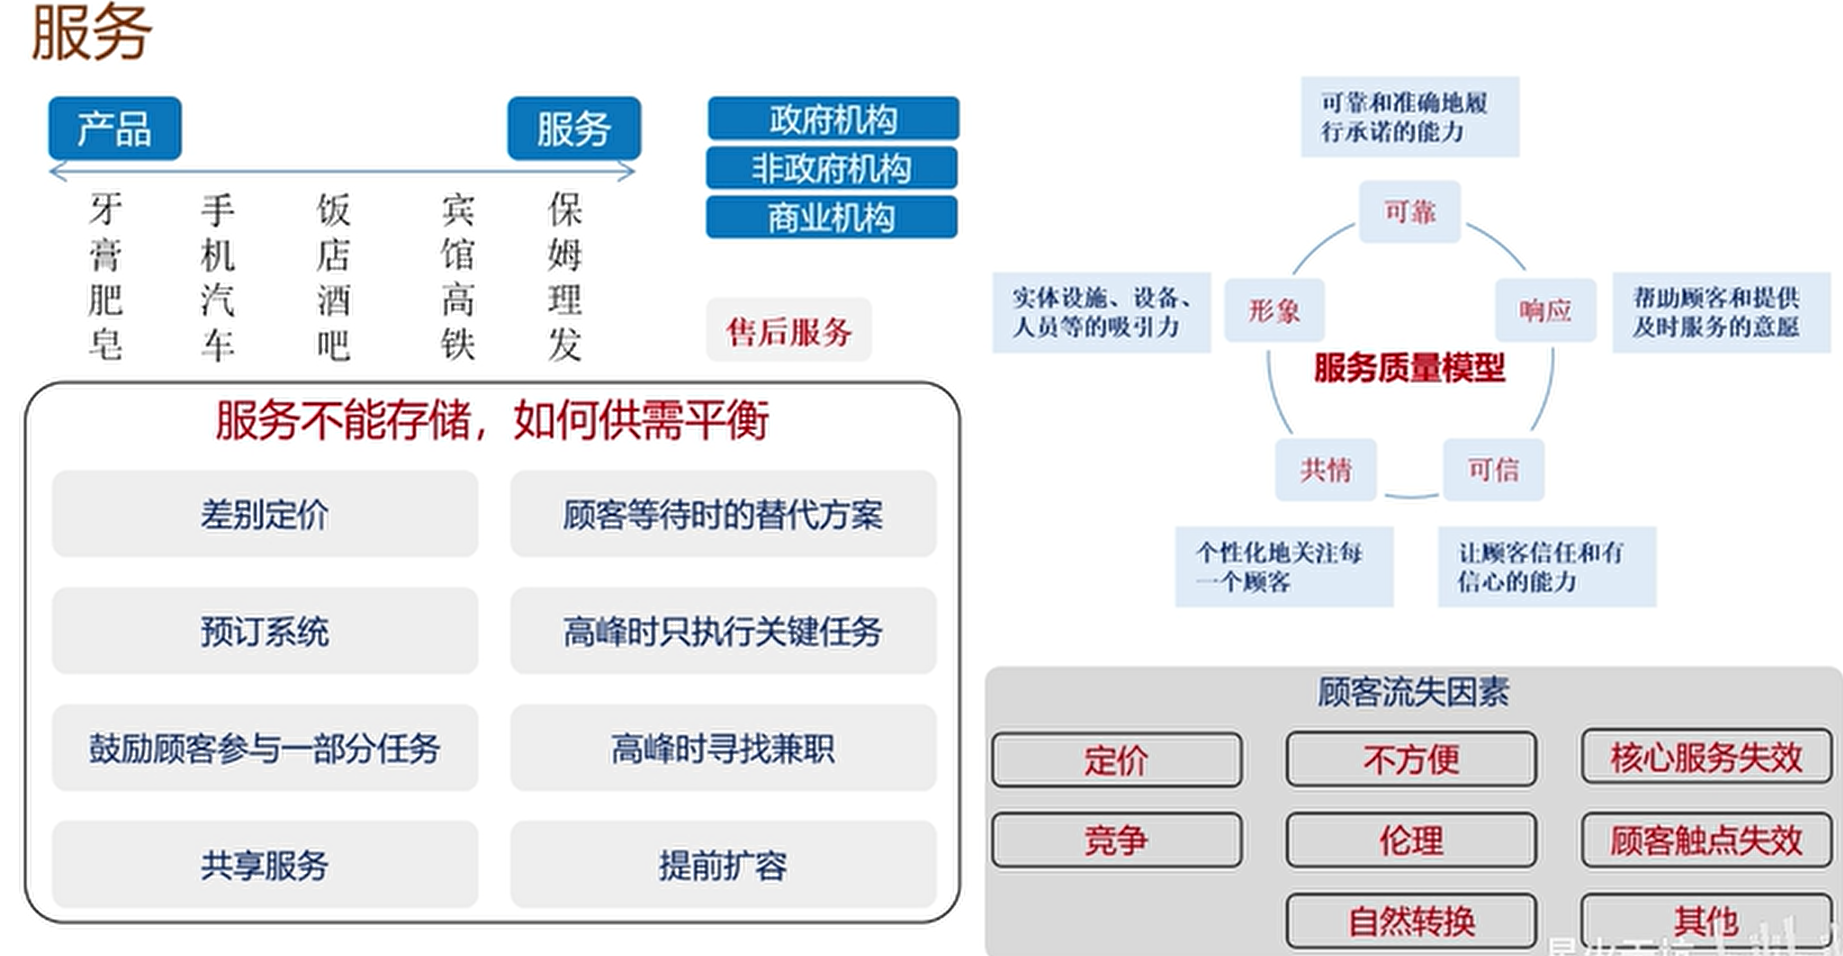 服务
产品
服务
牙膏肥皂
手机汽车
饭店酒吧
宾馆高铁
保姆理发
政府机构
非政府机构
商业机构
售后服务
服务不能存储，如何供需平衡
差别定价
顾客等待时的替代方案
预订系统
高峰时只执行关键任务
鼓励顾客参与一部分任务
高峰时寻找兼职
共享服务
提前扩容
可靠和准确地履
行承诺的能力
可靠
实体设施、设备、
人员等的吸引力
形象
响应
帮助顾客和提供
及时服务的意愿
服务质量模型
共情
可信
个性化地关注每
一个顾客
让顾客信任和有
信心的能力
顾客流失因素
定价
不方便
核心服务失效
竞争
伦理
顾客触点失效
自然转换
其他